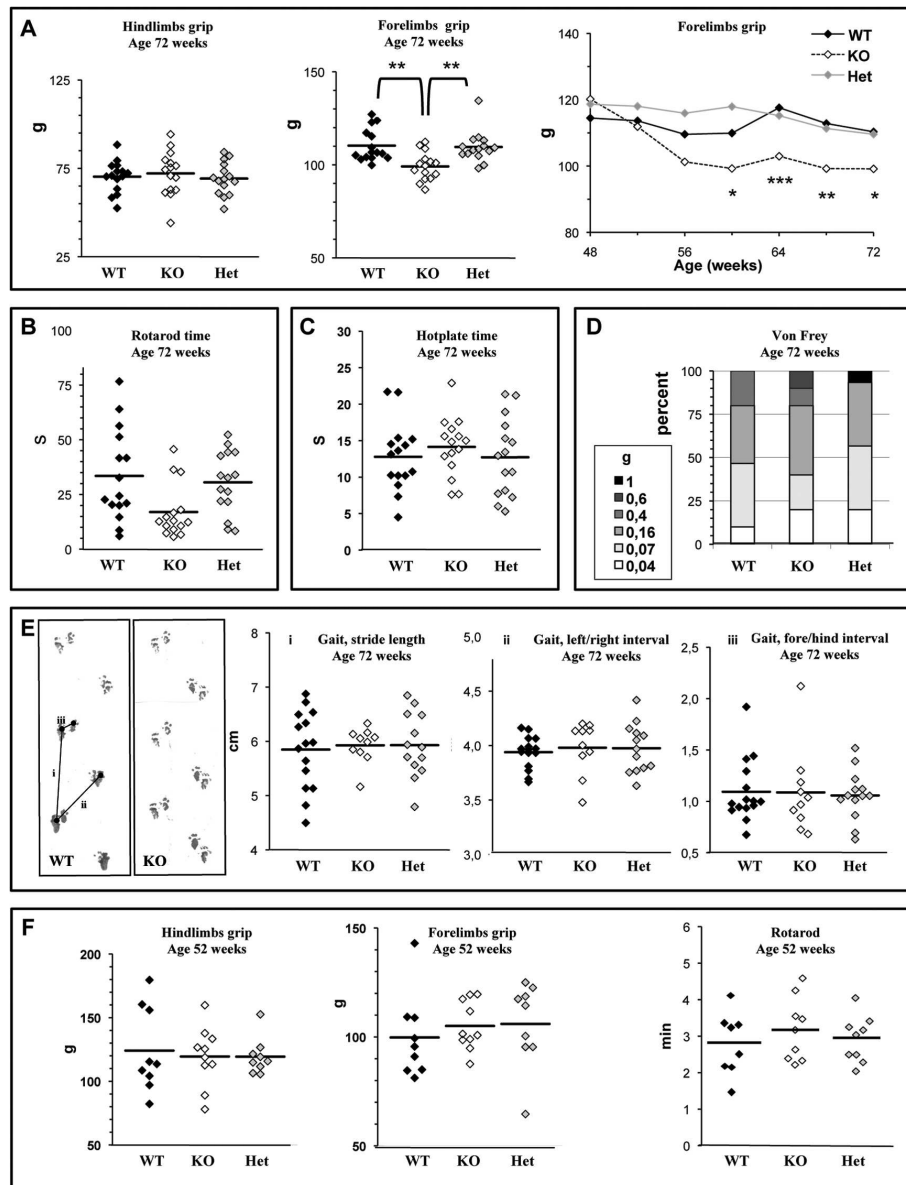 A
Hindlimbs grip
Age 72 weeks
g
125
75
25
WT
KO
Het
Forelimbs grip
Age 72 weeks
g
150
100
50
**
**
WT
KO
Het
Forelimbs grip
g
140
120
100
80
60
WT
KO
Het
*
***
**
*
48
56
64
72
Age (weeks)
B
Rotarod time
Age 72 weeks
S
100
75
50
25
0
WT
KO
Het
C
Hotplate time
Age 72 weeks
S
30
25
20
15
10
5
0
WT
KO
Het
D
Von Frey
Age 72 weeks
percent
100
75
50
25
0
g
1
0,6
0,4
0,16
0,07
0,04
WT
KO
Het
E
iii
i
ii
WT
KO
i
Gait, stride length
Age 72 weeks
cm
8
7
6
5
4
WT
KO
Het
ii
Gait, left/right interval
Age 72 weeks
5,0
4,5
4,0
3,5
3,0
WT
KO
Het
iii
Gait, fore/hind interval
Age 72 weeks
2,5
2,0
1,5
1,0
0,5
WT
KO
Het
F
Hindlimbs grip
Age 52 weeks
g
200
150
100
50
WT
KO
Het
Forelimbs grip
Age 52 weeks
g
150
100
50
WT
KO
Het
Rotarod
Age 52 weeks
min
6
5
4
3
2
1
0
WT
KO
Het